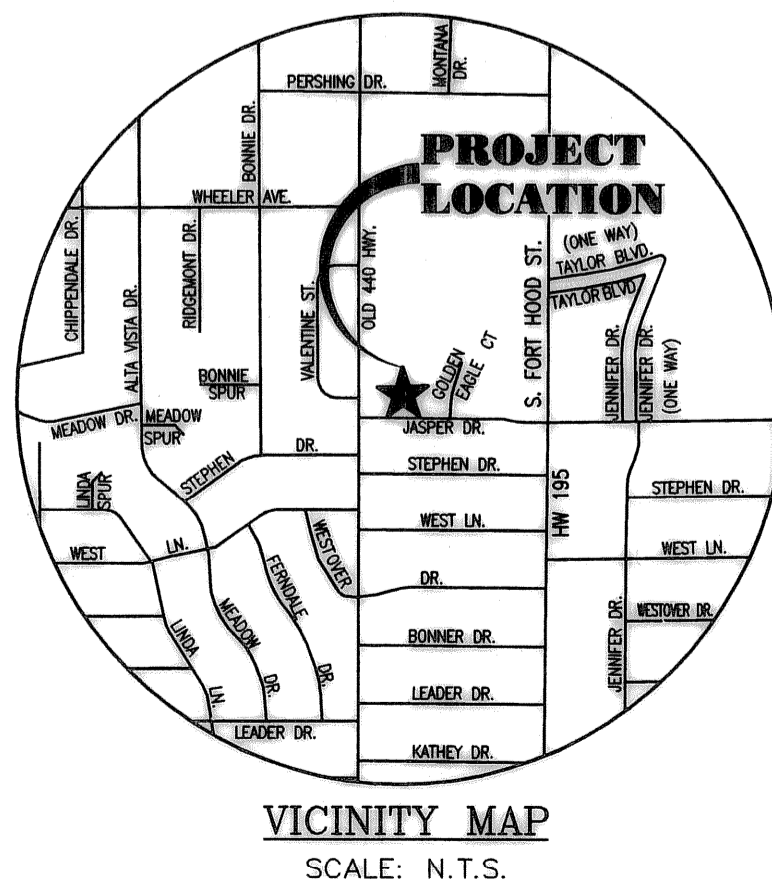 MONTANA
DR.
PERSHING DR.
BONNIE DR.
PROJECT
LOCATION
WHEELER AVE.
CHIPPENDALE DR.
ALTA VISTA DR.
RIDGEMONT DR.
VALENTINE ST.
OLD 440 HWY.
S. FORT HOOD ST.
(ONE WAY)
TAYLOR BLVD.
TAYLOR BLVD.
JENNIFER DR.
JENNIFER DR.
(ONE WAY)
GOLDEN
EAGLE CT
BONNIE
SPUR
MEADOW DR.
MEADOW
SPUR
JASPER DR.
STEPHEN DR.
STEPHEN DR.
STEPHEN DR.
LINDA
SPUR
HW 195
WEST LN.
WEST LN.
WEST LN.
WESTOVER DR.
FERNDALE DR.
MEADOW DR.
LINDA LN.
WESTOVER DR.
JENNIFER DR.
BONNER DR.
LEADER DR.
LEADER DR.
KATHEY DR.
VICINITY MAP
SCALE: N.T.S.